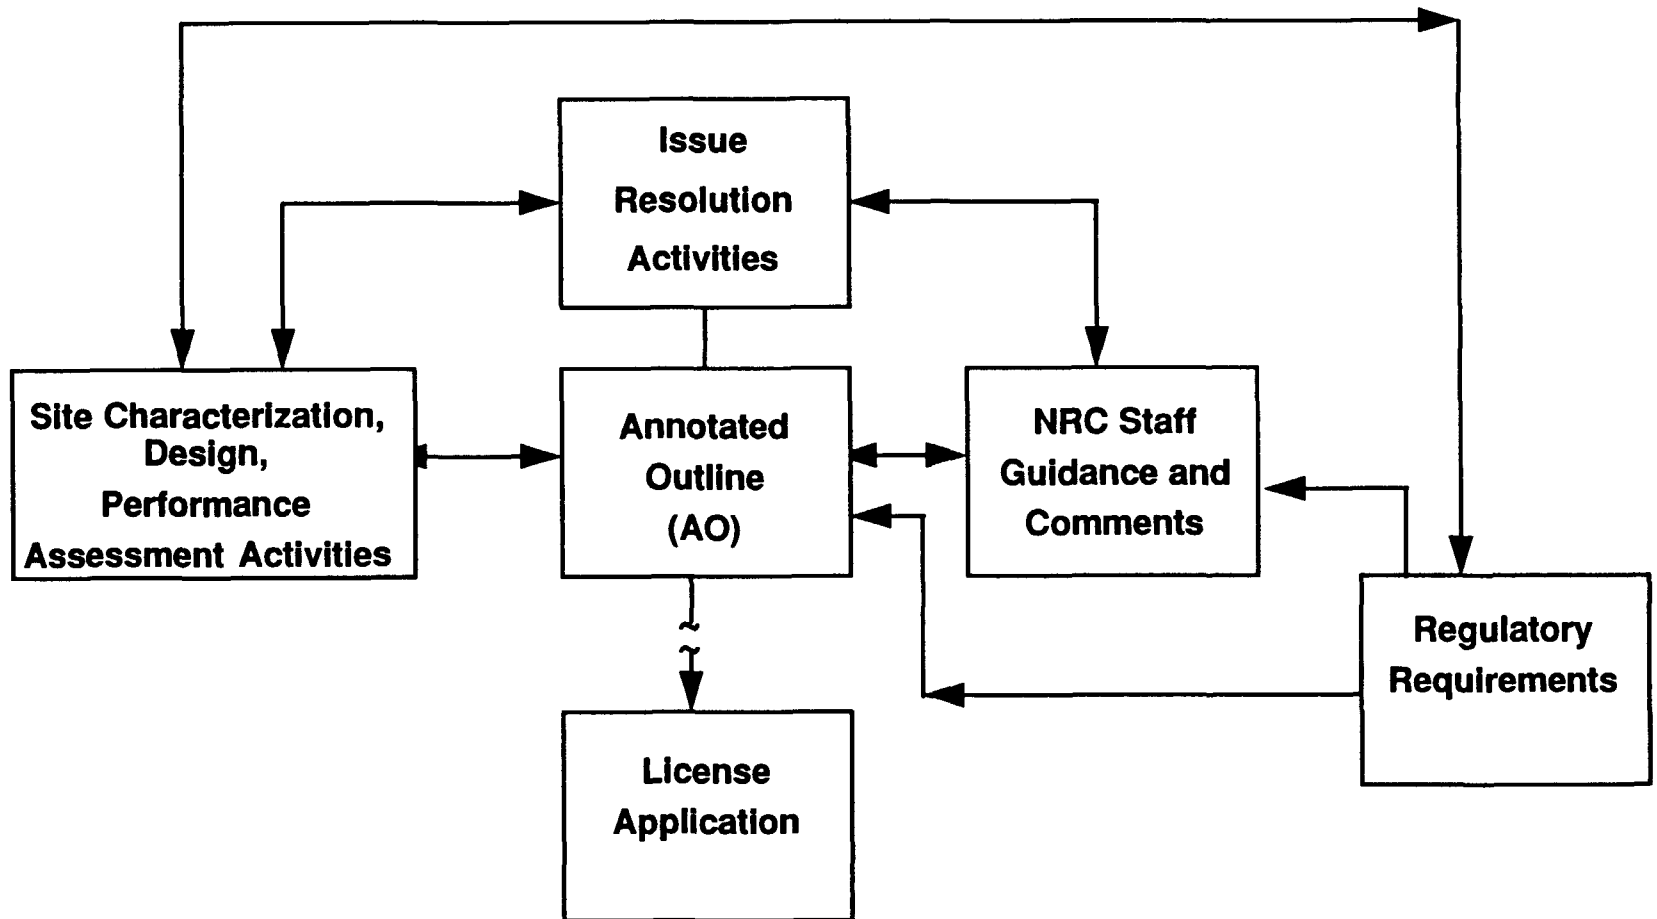 Issue
Resolution
Activities
Site Characterization,
Design,
Performance
Assessment Activities
Annotated
Outline
(AO)
NRC Staff
Guidance and
Comments
Regulatory
Requirements
License
Application